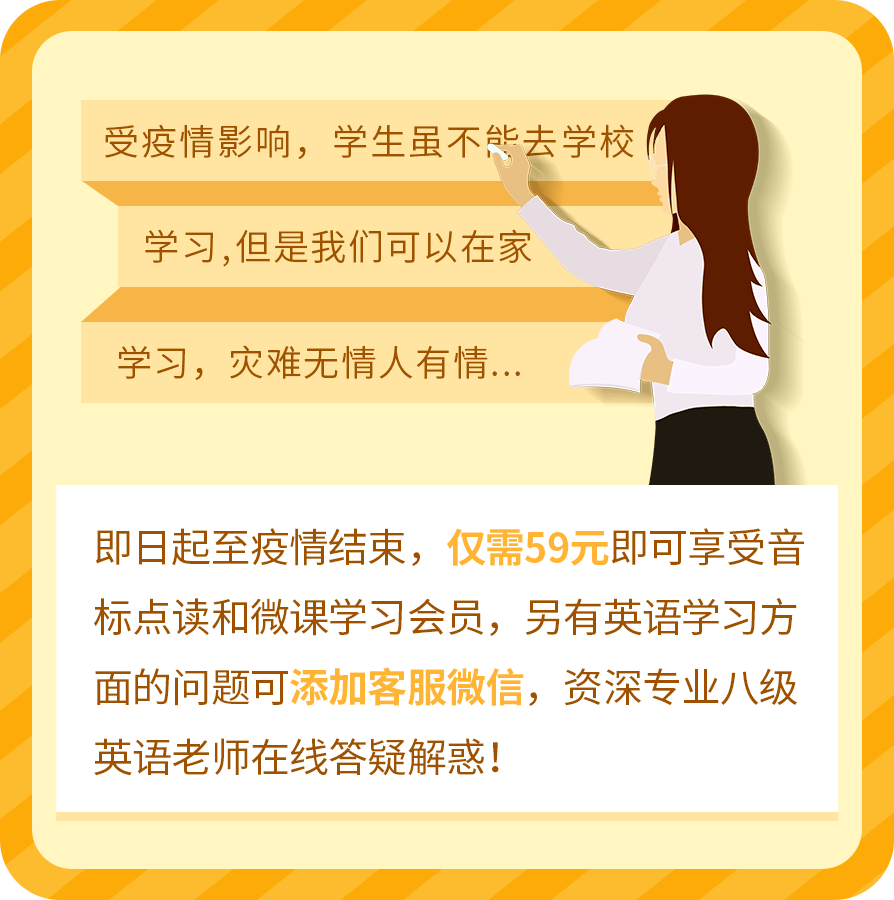 受疫情影响，学生虽不能去学校
学习,但是我们可以在家
学习，灾难无情人有情...
即日起至疫情结束，仅需59元即可享受音
标点读和微课学习会员，另有英语学习方
面的问题可添加客服微信，资深专业八级
英语老师在线答疑解惑！